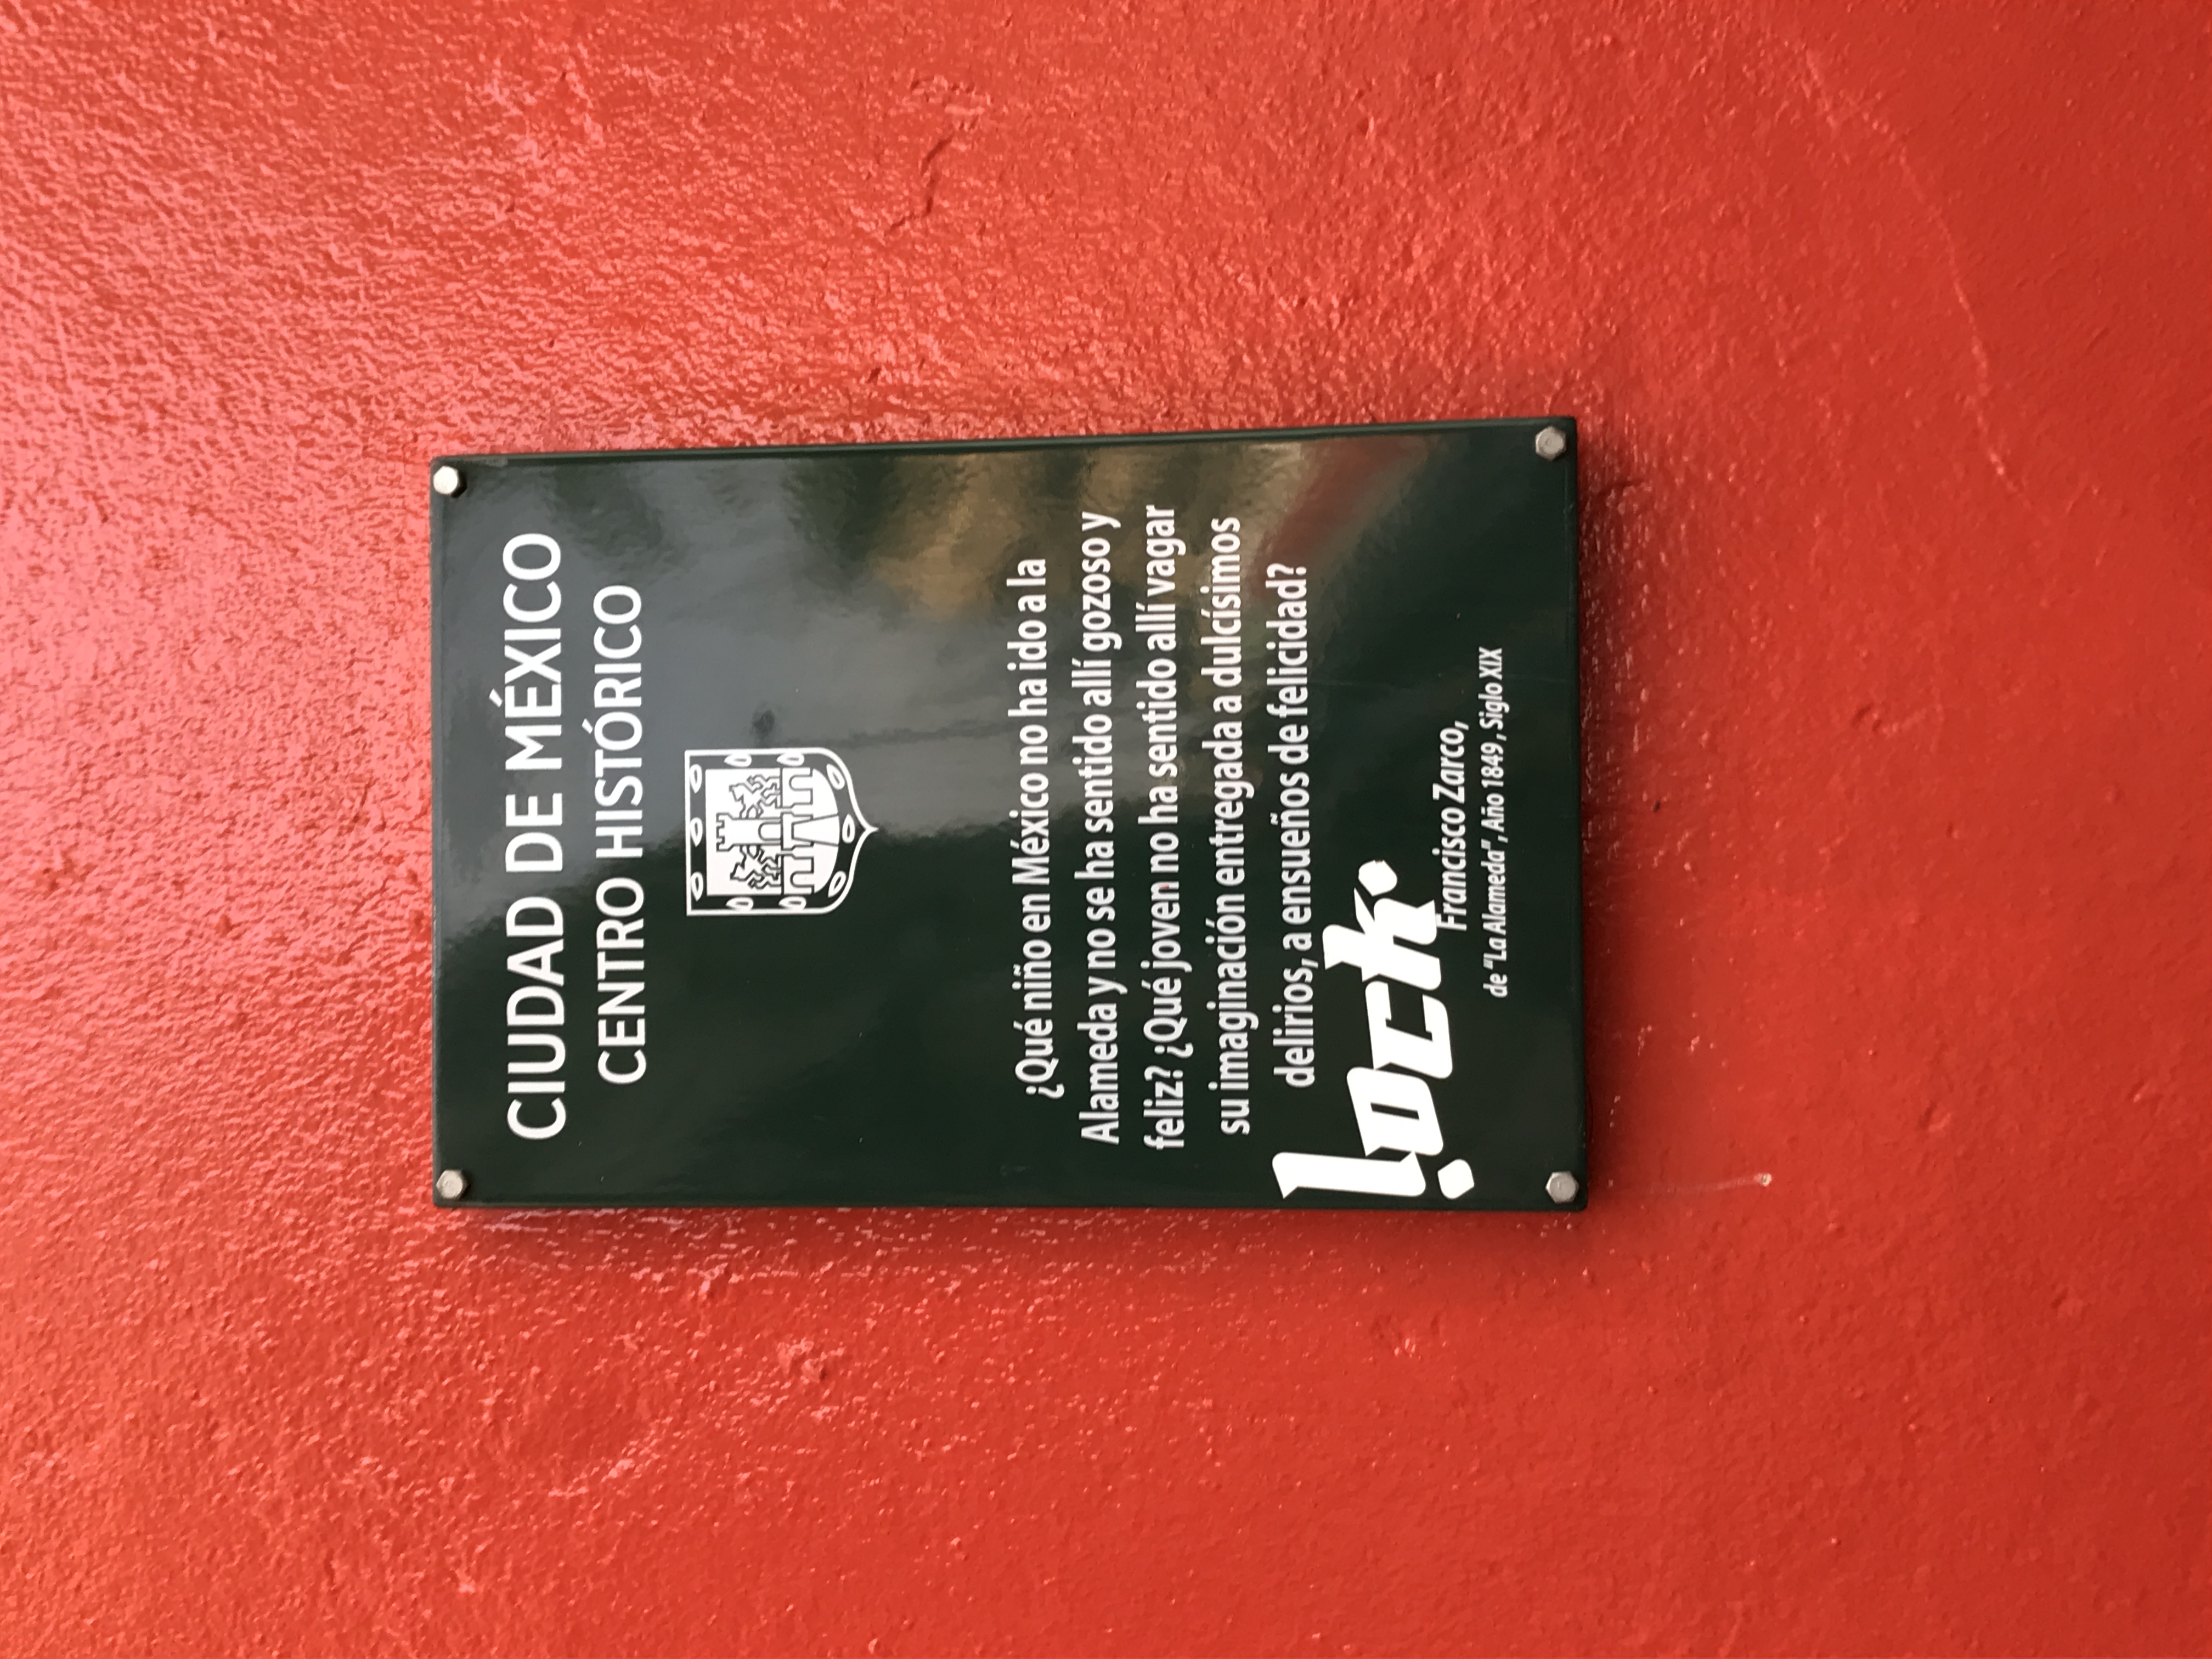 CIUDAD DE MÉXICO
CENTRO HISTÓRICO
¿Qué niño en México no ha ido a la
Alameda y no se ha sentido allí gozoso y
feliz? ¿Qué joven no ha sentido allí vagar
su imaginación entregada a dulcísimos
delirios, a ensueños de felicidad?
Francisco Zarco,
de "La Alameda", Año 1849, Siglo XIX